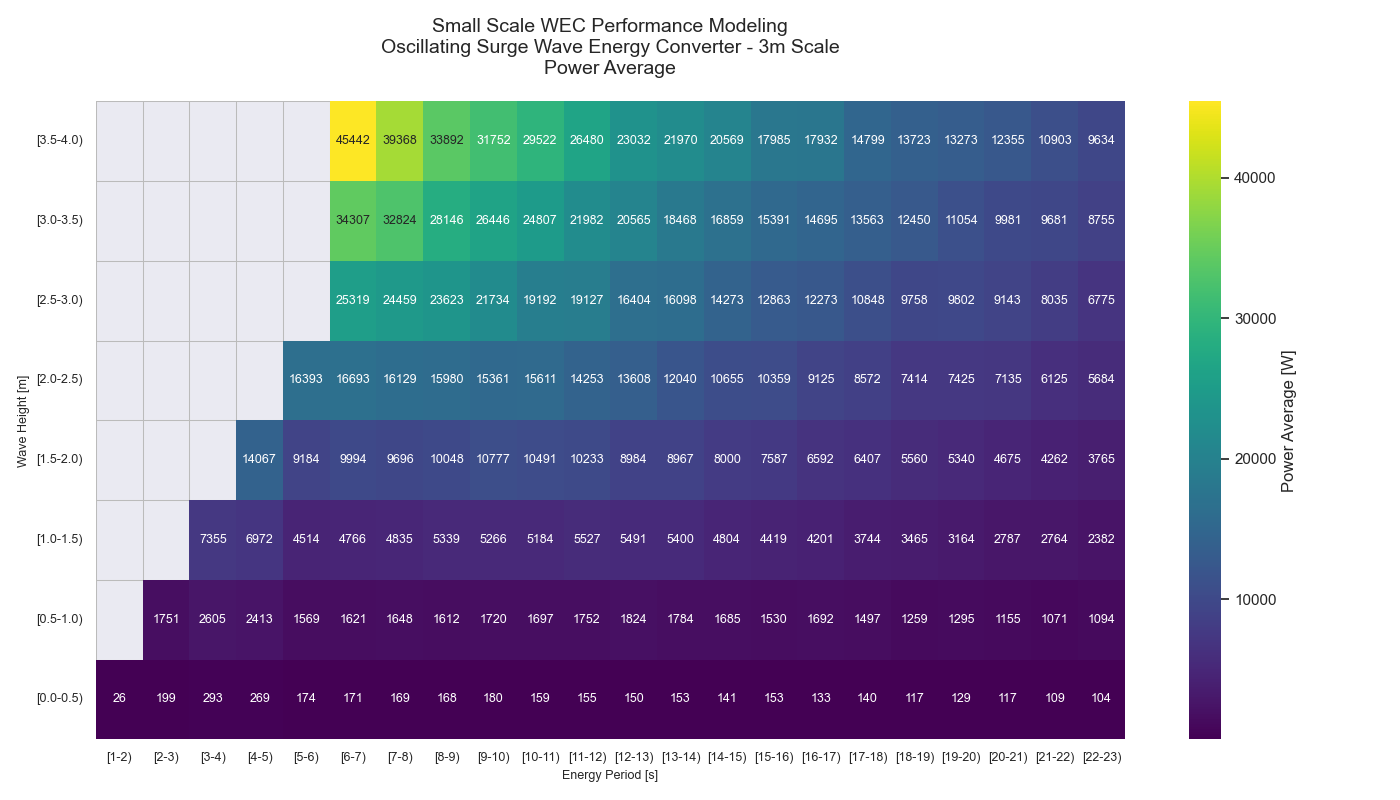 Small Scale WEC Performance Modeling
Oscillating Surge Wave Energy Converter - 3m Scale
Power Average
[3.5-4.0) 45442 39368 33892 31752 29522 26480 23032 21970 20569 17985 17932 14799 13723 13273 12355 10903 9634
[3.0-3.5) 34307 32824 28146 26446 24807 21982 20565 18468 16859 15391 14695 13563 12450 11054 9981 9681 8755
[2.5-3.0) 25319 24459 23623 21734 19192 19127 16404 16098 14273 12863 12273 10848 9758 9802 9143 8035 6775
[2.0-2.5) 16393 16693 16129 15980 15361 15611 14253 13608 12040 10655 10359 9125 8572 7414 7425 7135 6125 5684
[1.5-2.0) 14067 9184 9994 9696 10048 10777 10491 10233 8984 8967 8000 7587 6592 6407 5560 5340 4675 4262 3765
[1.0-1.5) 7355 6972 4514 4766 4835 5339 5266 5184 5527 5491 5400 4804 4419 4201 3744 3465 3164 2787 2764 2382
[0.5-1.0) 1751 2605 2413 1569 1621 1648 1612 1720 1697 1752 1824 1784 1685 1530 1692 1497 1259 1295 1155 1071 1094
[0.0-0.5) 26 199 293 269 174 171 169 168 180 159 155 150 153 141 153 133 140 117 129 117 109 104
[1-2) [2-3) [3-4) [4-5) [5-6) [6-7) [7-8) [8-9) [9-10) [10-11) [11-12) [12-13) [13-14) [14-15) [15-16) [16-17) [17-18) [18-19) [19-20) [20-21) [21-22) [22-23)
Energy Period [s]
Wave Height [m]
40000
30000
20000
10000
Power Average [W]